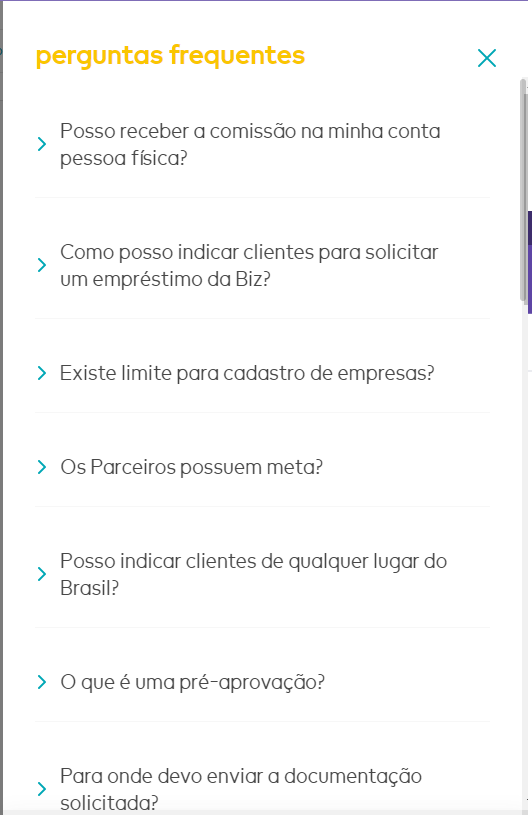 perguntas frequentes
Posso receber a comissão na minha conta
pessoa física?
Como posso indicar clientes para solicitar
um empréstimo da Biz?
Existe limite para cadastro de empresas?
Os Parceiros possuem meta?
Posso indicar clientes de qualquer lugar do
Brasil?
O que é uma pré-aprovação?
Para onde devo enviar a documentação
solicitada?